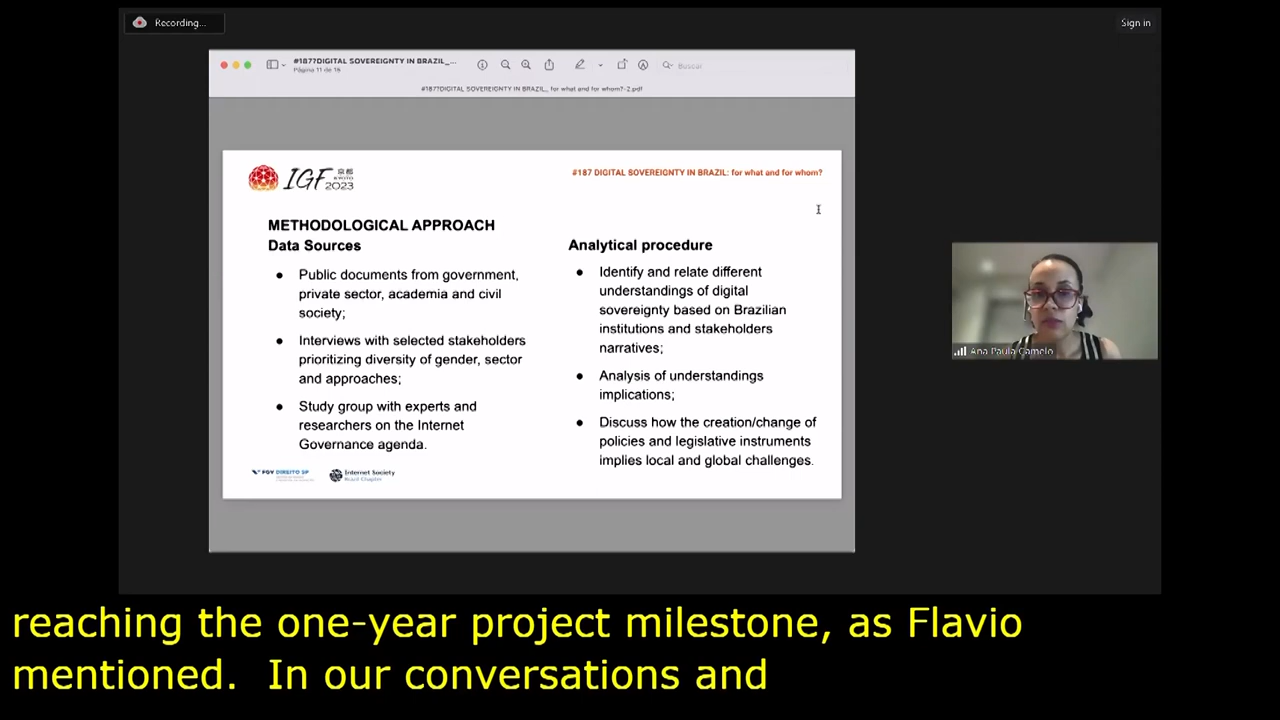 Recording...
Sign in
#187?DIGITAL SOVEREIGNTY IN BRAZIL_...
Página 11 de 18
Buscar
#187?DIGITAL SOVEREIGNTY IN BRAZIL_ for what and for whom?-2.pdf
IGF 京都
KYOTO
2023
#187 DIGITAL SOVEREIGNTY IN BRAZIL: for what and for whom?
METHODOLOGICAL APPROACH
Data Sources
● Public documents from government,
private sector, academia and civil
society;
● Interviews with selected stakeholders
prioritizing diversity of gender, sector
and approaches;
● Study group with experts and
researchers on the Internet
Governance agenda.
Analytical procedure
● Identify and relate different
understandings of digital
sovereignty based on Brazilian
institutions and stakeholders
narratives;
● Analysis of understandings
implications;
● Discuss how the creation/change of
policies and legislative instruments
implies local and global challenges.
FGV DIREITO SP
Internet Society
Brazil Chapter
Ana Paula Camelo
reaching the one-year project milestone, as Flavio
mentioned.  In our conversations and